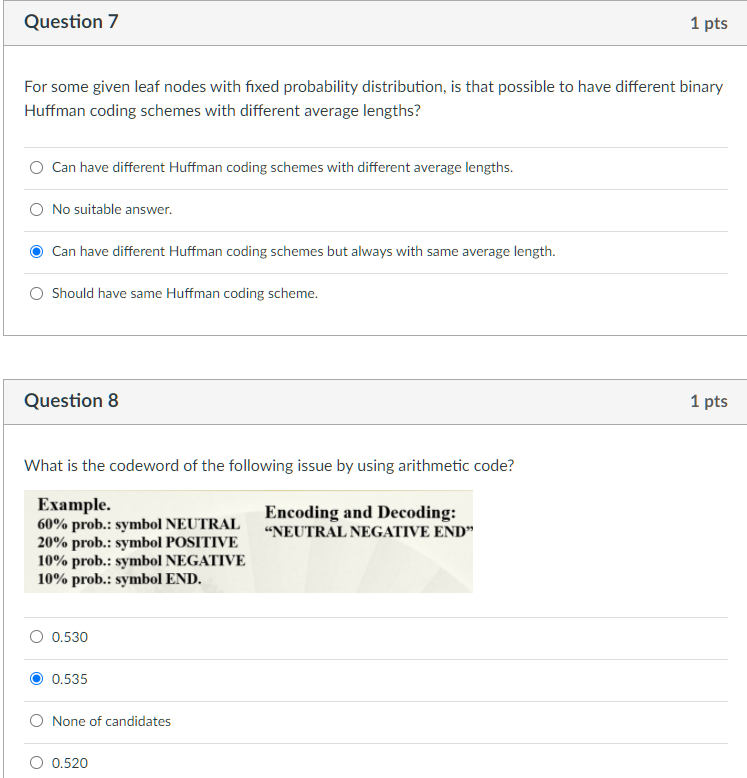 Question 7
1 pts
For some given leaf nodes with fixed probability distribution, is that possible to have different binary
Huffman coding schemes with different average lengths?
Can have different Huffman coding schemes with different average lengths.
No suitable answer.
Can have different Huffman coding schemes but always with same average length.
Should have same Huffman coding scheme.
Question 8
1 pts
What is the codeword of the following issue by using arithmetic code?
Example.
60% prob.: symbol NEUTRAL
20% prob.: symbol POSITIVE
10% prob.: symbol NEGATIVE
10% prob.: symbol END.
Encoding and Decoding:
“NEUTRAL NEGATIVE END”
0.530
0.535
None of candidates
0.520